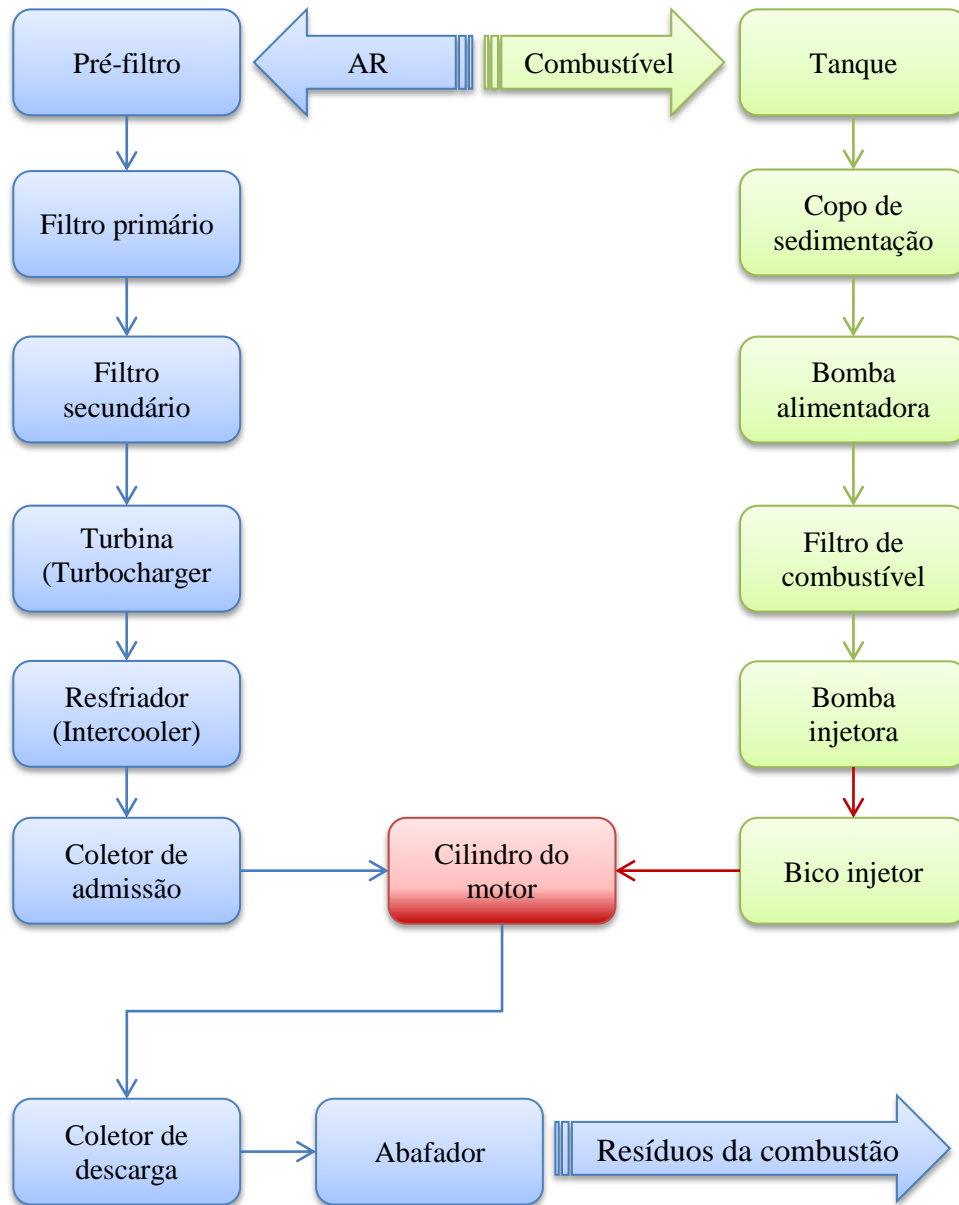 Pré-filtro
AR
Combustível
Tanque
Filtro primário
Copo de
sedimentação
Filtro
secundário
Bomba
alimentadora
Turbina
(Turbocharger
Filtro de
combustível
Resfriador
(Intercooler)
Bomba
injetora
Coletor de
admissão
Cilindro do
motor
Bico injetor
Coletor de
descarga
Abafador
Resíduos da combustão